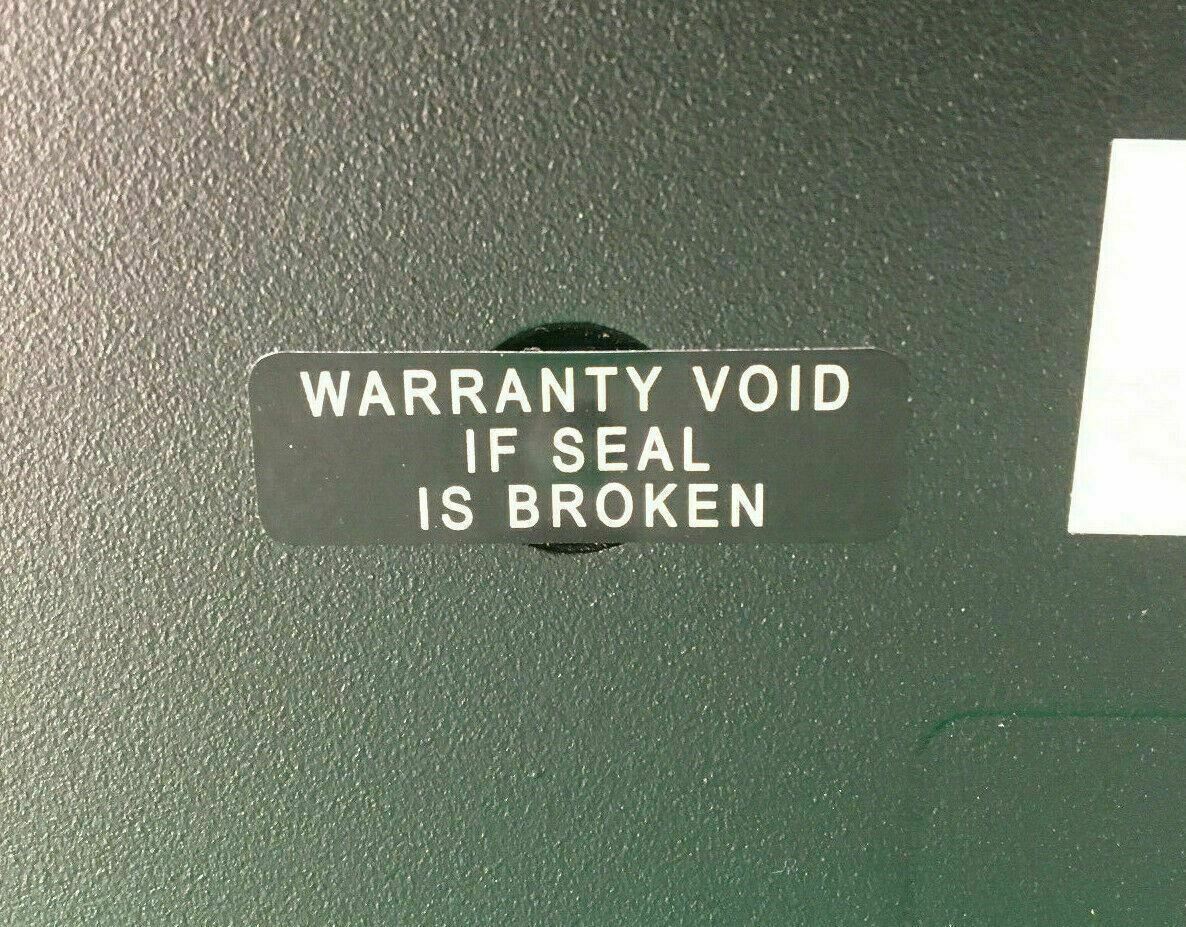 WARRANTY VOID
IF SEAL
IS BROKEN